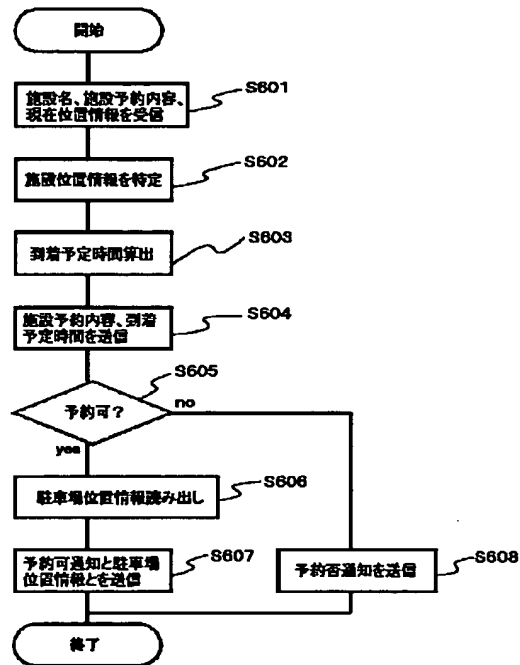 開始
施設名、施設予約内容、
現在位置情報を受信
S601
施設位置情報を特定
S602
到着予定時間算出
S603
施設予約内容、到着
予定時間を送信
S604
予約可?
S605
no
yes
駐車場位置情報読み出し
S606
予約可通知と駐車場
位置情報とを送信
S607
予約否通知を送信
S608
終了